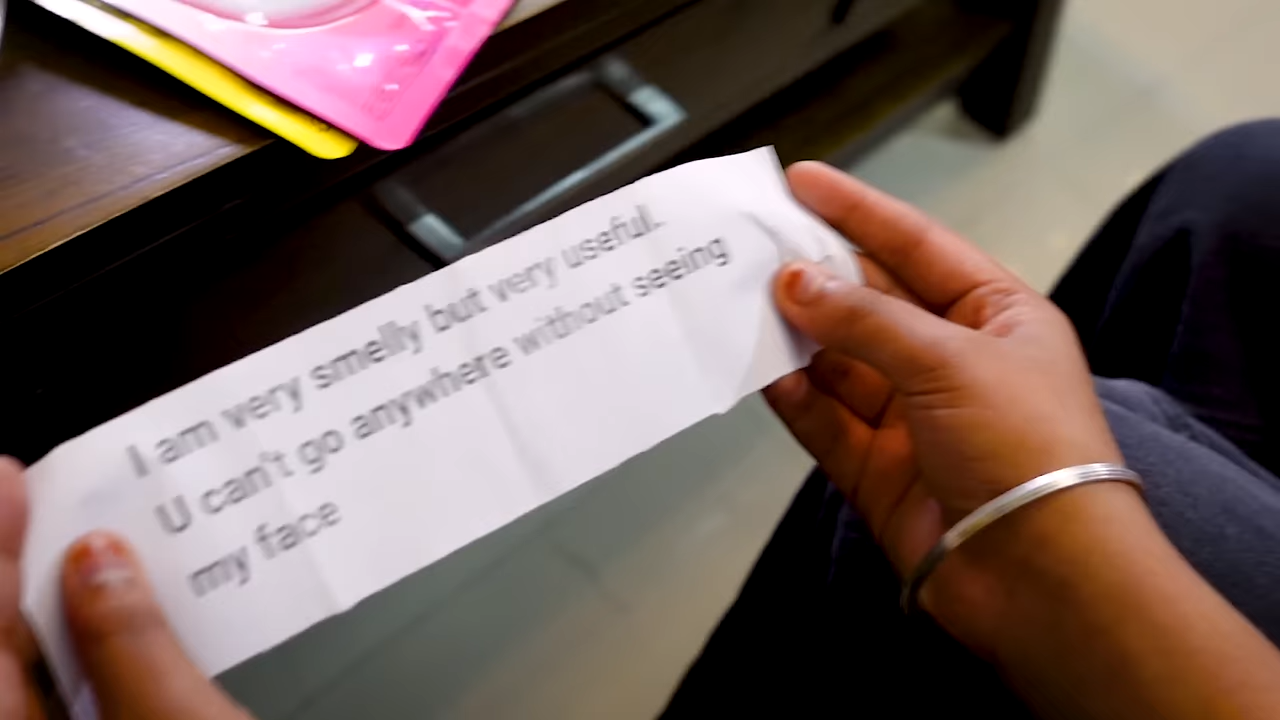 I am very smelly but very useful.
U can't go anywhere without seeing
my face